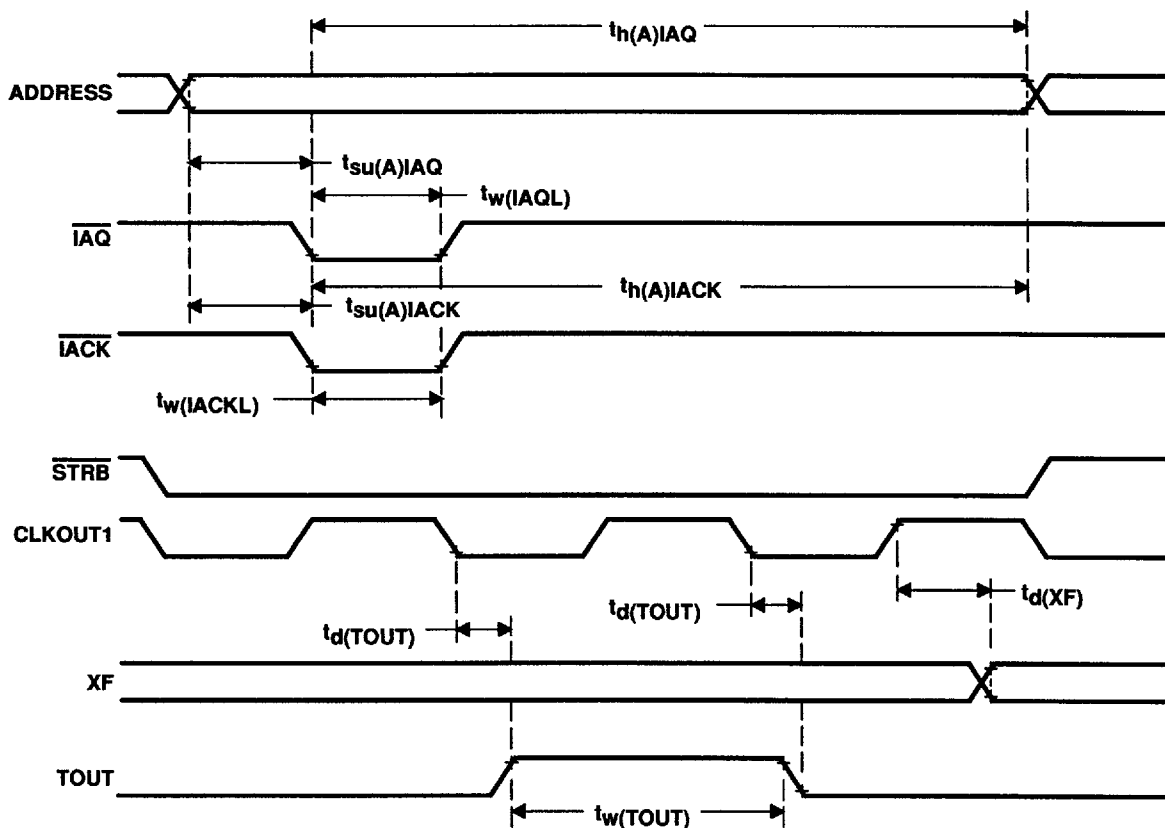 th(A)IAQ
ADDRESS
tsu(A)IAQ
tw(IAQL)
IAQ
th(A)IACK
tsu(A)IACK
IACK
tw(IACKL)
STRB
CLKOUT1
td(XF)
td(TOUT)
td(TOUT)
XF
TOUT
tw(TOUT)